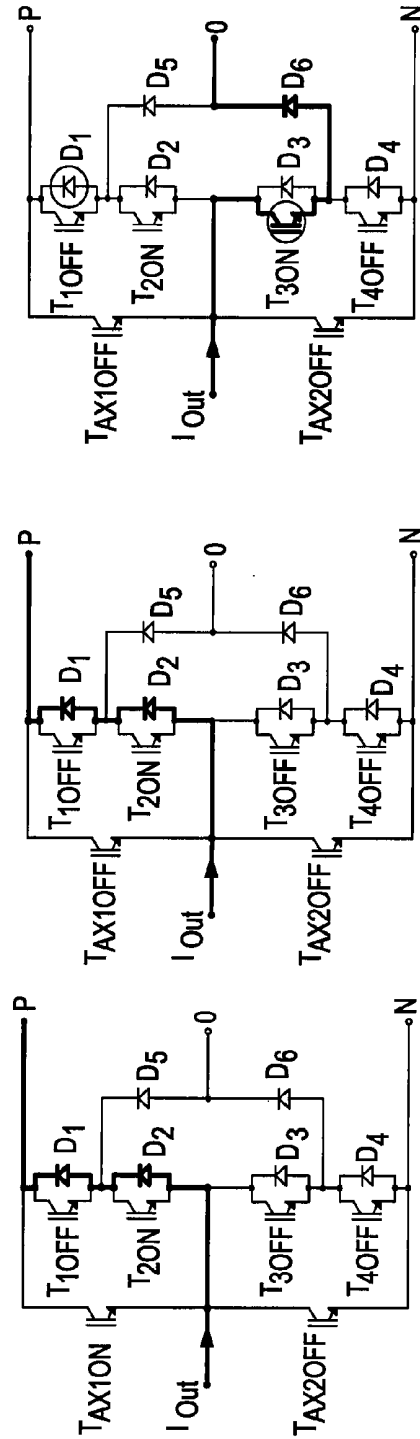 P
TAX1ON
T1OFF
D1
D5
T2ON
D2
IOut
0
T3OFF
D3
D6
TAX2OFF
T4OFF
D4
N
P
TAX1OFF
T1OFF
D1
D5
T2ON
D2
IOut
0
T3OFF
D3
D6
TAX2OFF
T4OFF
D4
N
P
TAX1OFF
T1OFF
D1
D5
T2ON
D2
IOut
0
T3ON
D3
D6
TAX2OFF
T4OFF
D4
N